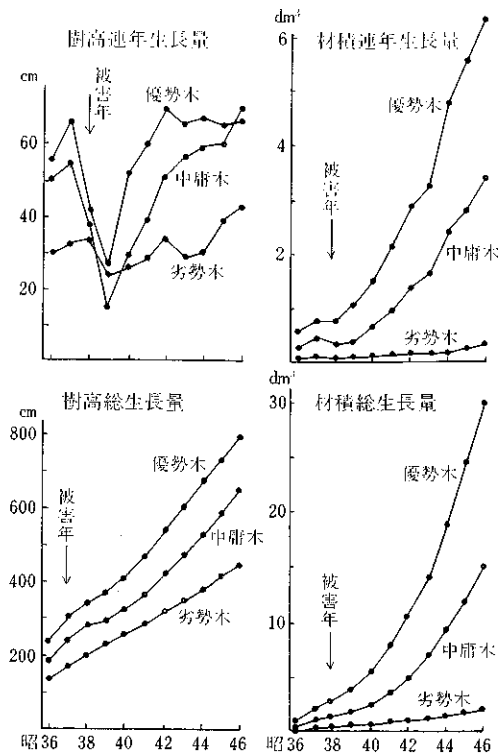 樹高連年生長量
cm
被害年
優勢木
60
中庸木
40
劣勢木
20
0
材積連年生長量
dm³
6
優勢木
4
被害年
中庸木
2
劣勢木
0
樹高総生長量
cm
800
優勢木
被害年
600
中庸木
400
劣勢木
200
昭36 38 40 42 44 46
材積総生長量
dm³
30
優勢木
20
被害年
中庸木
10
劣勢木
0
昭36 38 40 42 44 46